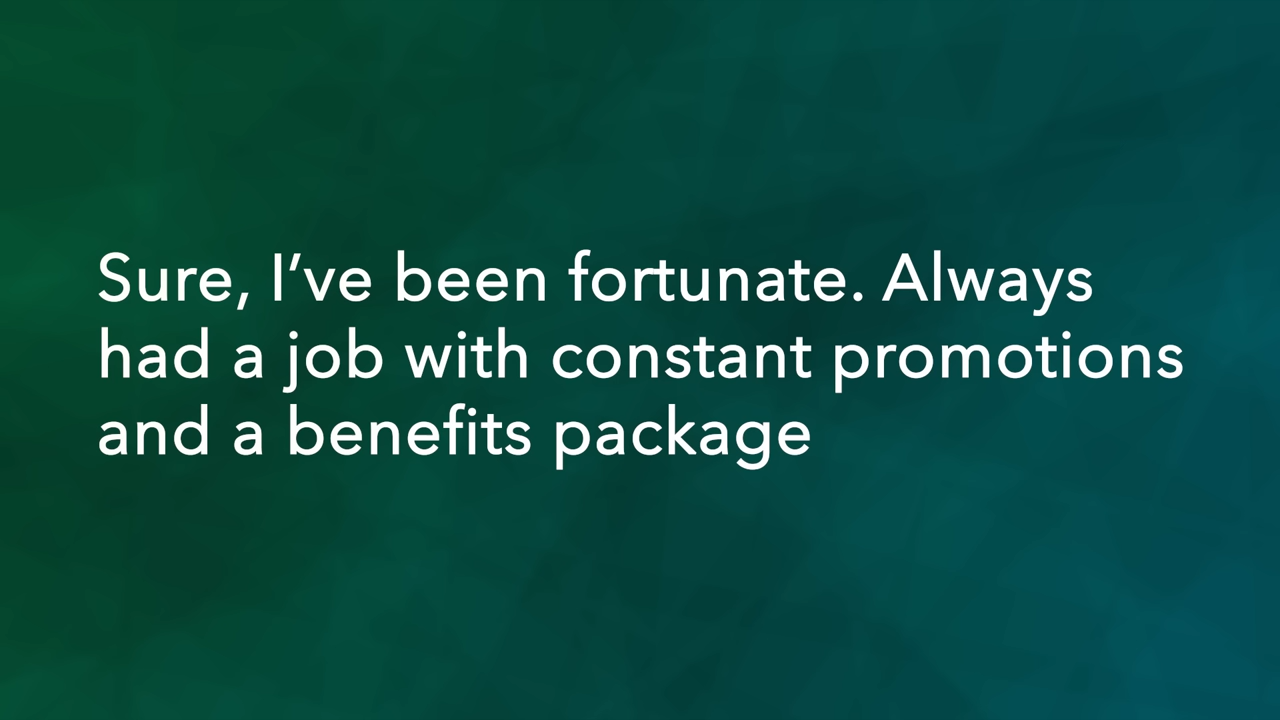 Sure, I’ve been fortunate. Always
had a job with constant promotions
and a benefits package